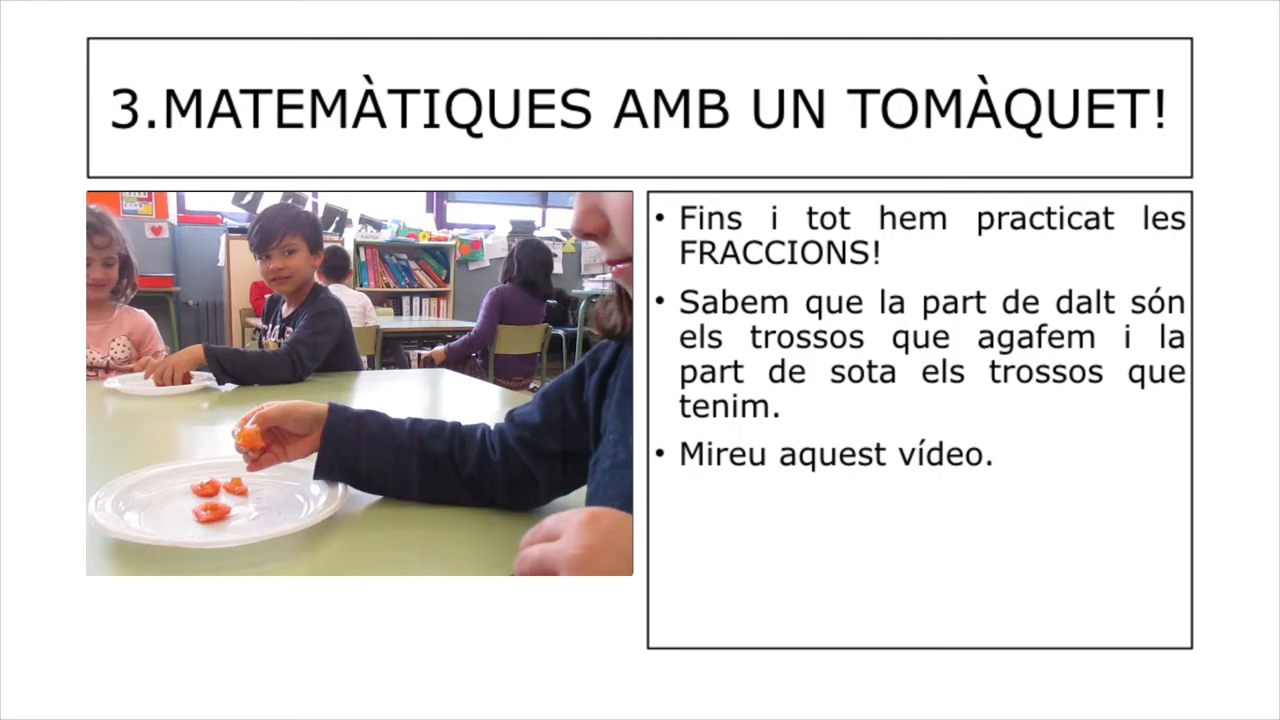 3.MATEMÀTIQUES AMB UN TOMÀQUET!
• Fins i tot hem practicat les
FRACCIONS!
• Sabem que la part de dalt són
els trossos que agafem i la
part de sota els trossos que
tenim.
• Mireu aquest vídeo.